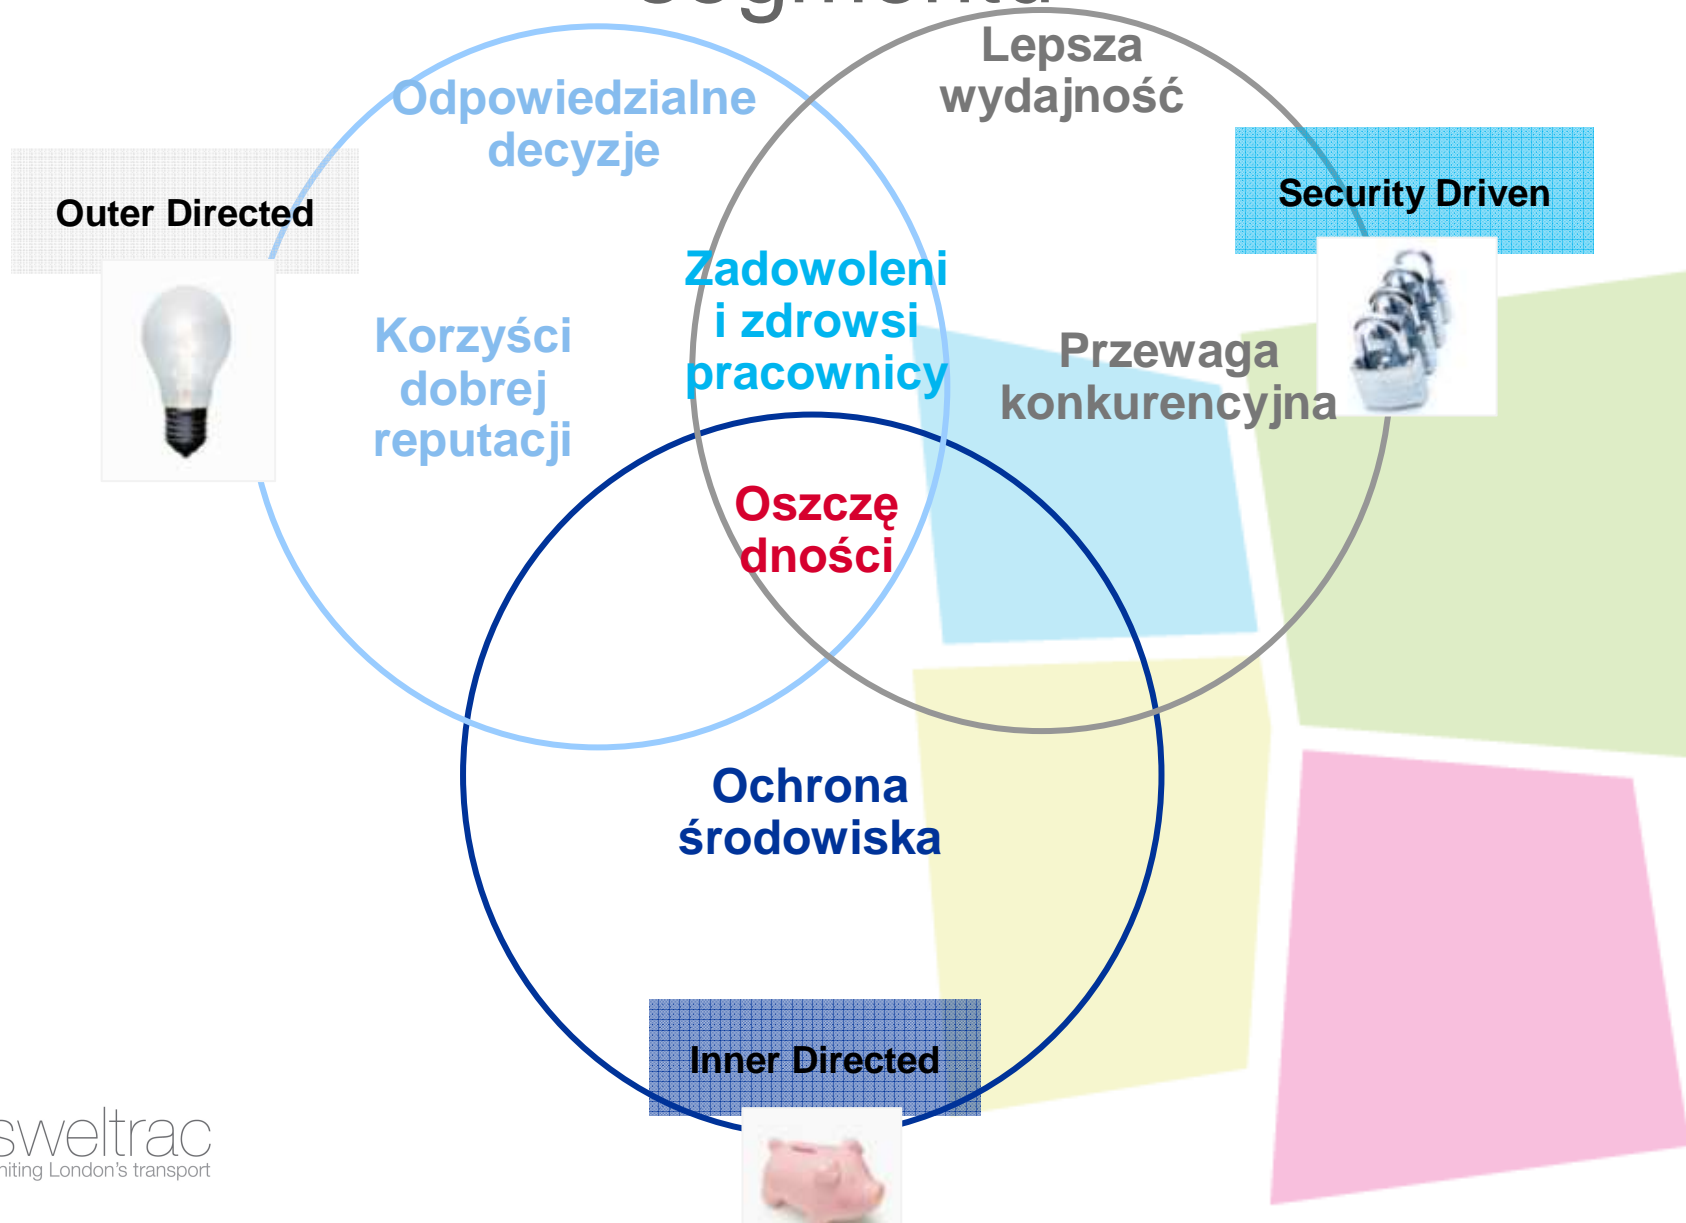 Lepsza
wydajność
Odpowiedzialne
decyzje
Outer Directed
Security Driven
Zadowoleni
i zdrowsi
pracownicy
Korzyści
dobrej
reputacji
Przewaga
konkurencyjna
Oszczę
dności
Ochrona
środowiska
Inner Directed
sweltrac
London's transport